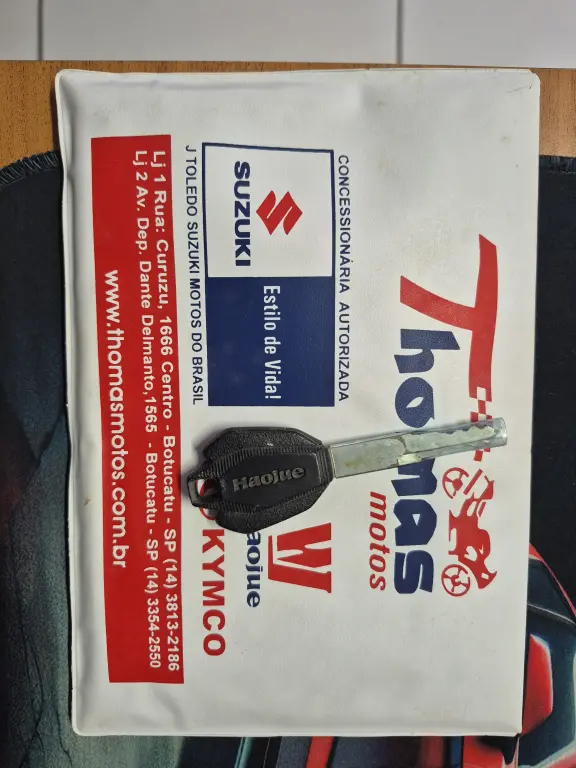 Thomas
motos
CONCESSIONÁRIA AUTORIZADA
SUZUKI
Estilo de Vida!
J TOLEDO SUZUKI MOTOS DO BRASIL
Haojue
aojue
KYMCO
Lj 1 Rua: Curuzu, 1666 Centro - Botucatu - SP (14) 3813-2186
Lj 2 Av. Dep. Dante Delmanto,1565 - Botucatu - SP (14) 3354-2550
www.thomasmotos.com.br